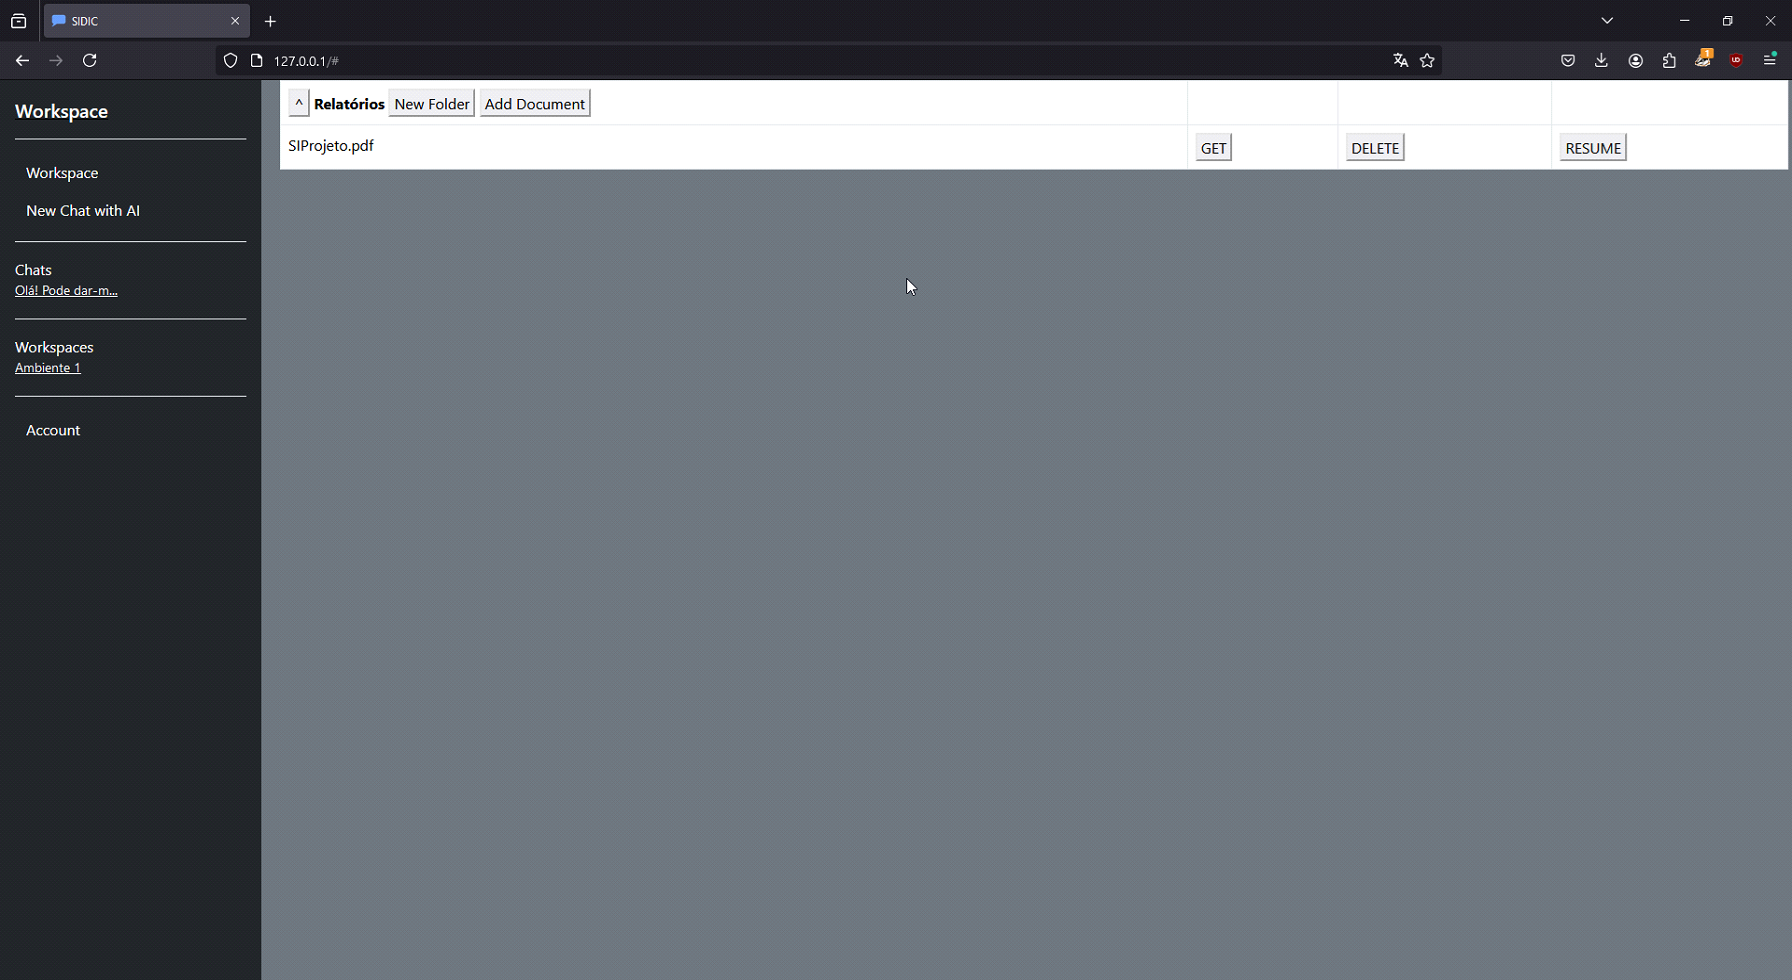 SIDIC
127.0.0.1/#
1
Workspace
Workspace
New Chat with AI
Chats
Olá! Pode dar-m...
Workspaces
Ambiente 1
Account
^ Relatórios New Folder Add Document
SIProjeto.pdf GET DELETE RESUME